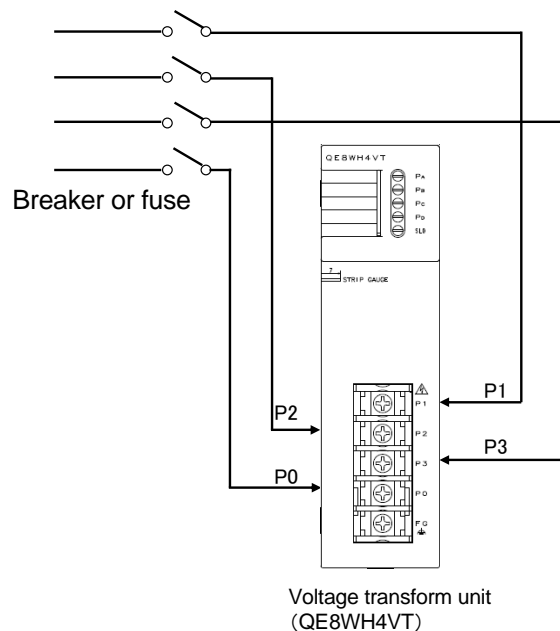 Breaker or fuse
QE8WH4VT
PA
PB
PC
PD
SLD
7
STRIP GAUGE
P1
P2
P3
P0
FG
P1
P2
P3
P0
Voltage transform unit
（QE8WH4VT）